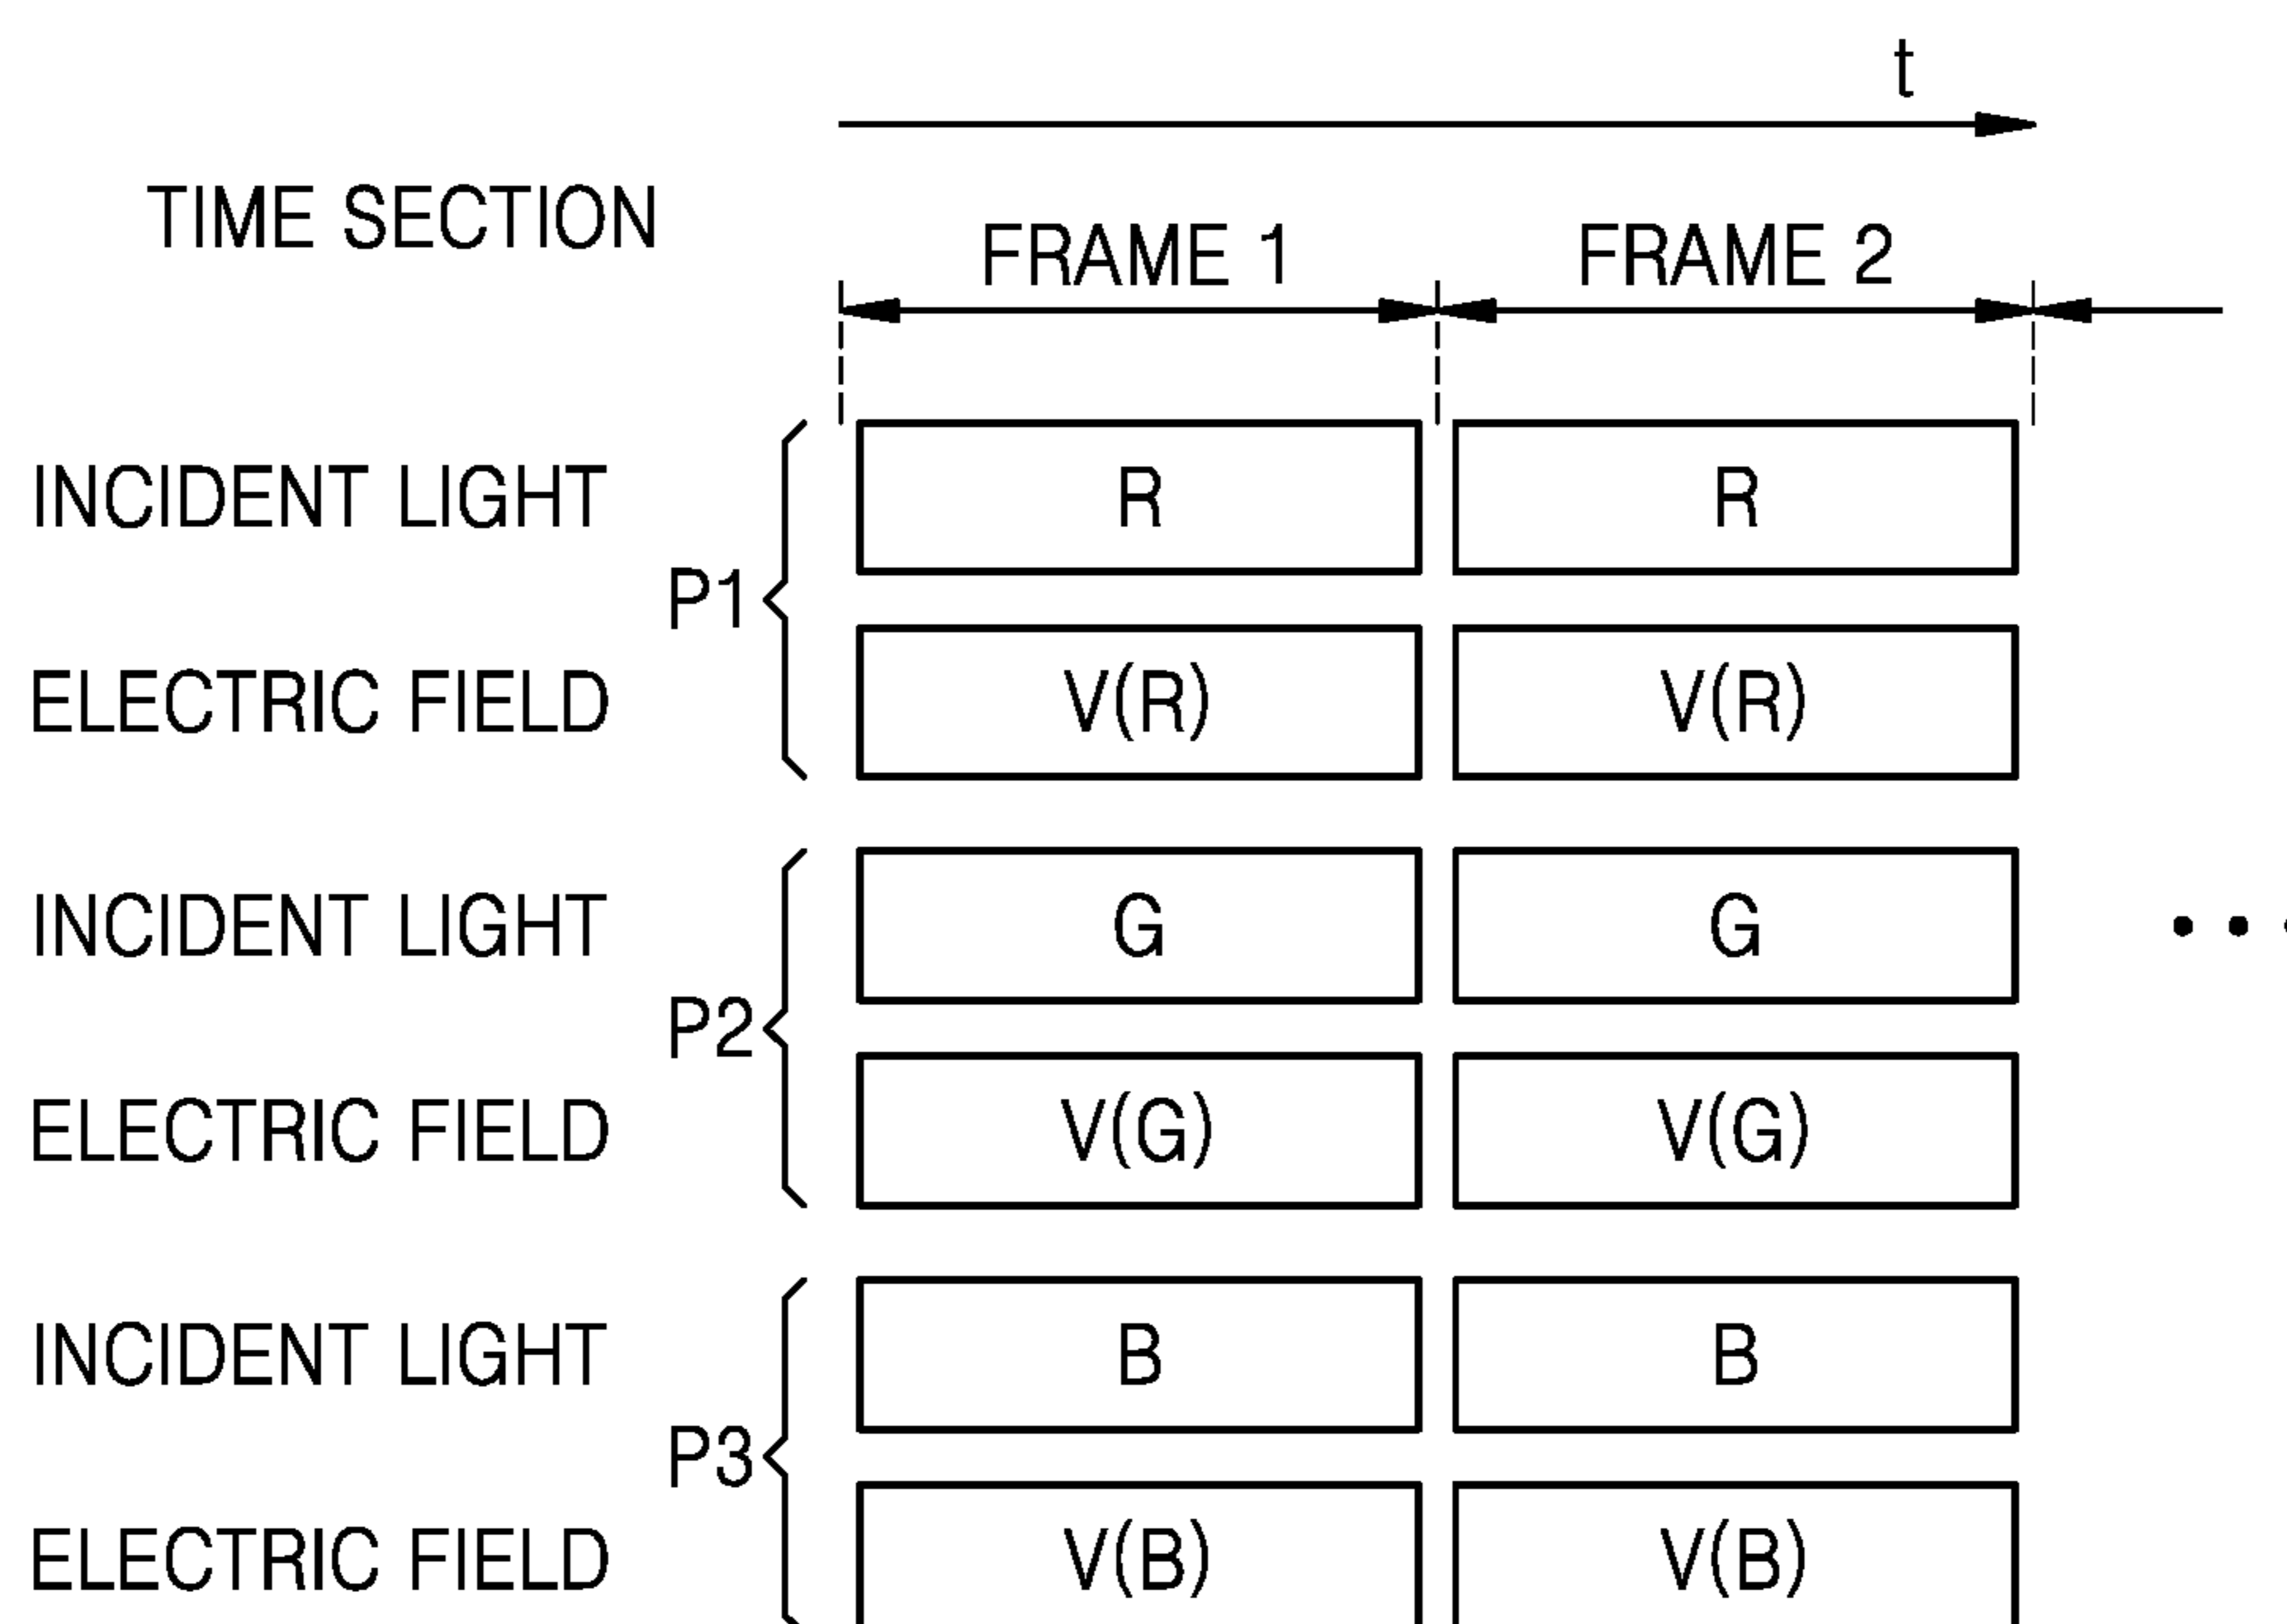 t
TIME SECTION
FRAME 1 FRAME 2
INCIDENT LIGHT R R
P1
ELECTRIC FIELD V(R) V(R)
INCIDENT LIGHT G G
P2
ELECTRIC FIELD V(G) V(G)
INCIDENT LIGHT B B
P3
ELECTRIC FIELD V(B) V(B)